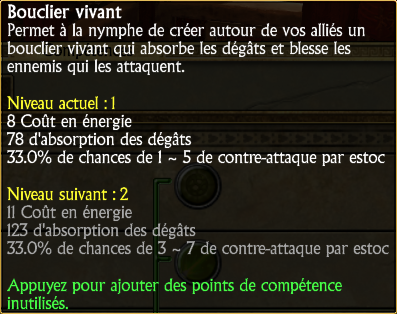 Bouclier vivant
Permet à la nymphe de créer autour de vos alliés un
bouclier vivant qui absorbe les dégâts et blesse les
ennemis qui les attaquent.
Niveau actuel : 1
8 Coût en énergie
78 d'absorption des dégâts
33.0% de chances de 1 ~ 5 de contre-attaque par estoc
Niveau suivant : 2
11 Coût en énergie
123 d'absorption des dégâts
33.0% de chances de 3 ~ 7 de contre-attaque par estoc
Appuyez pour ajouter des points de compétence
inutilisés.